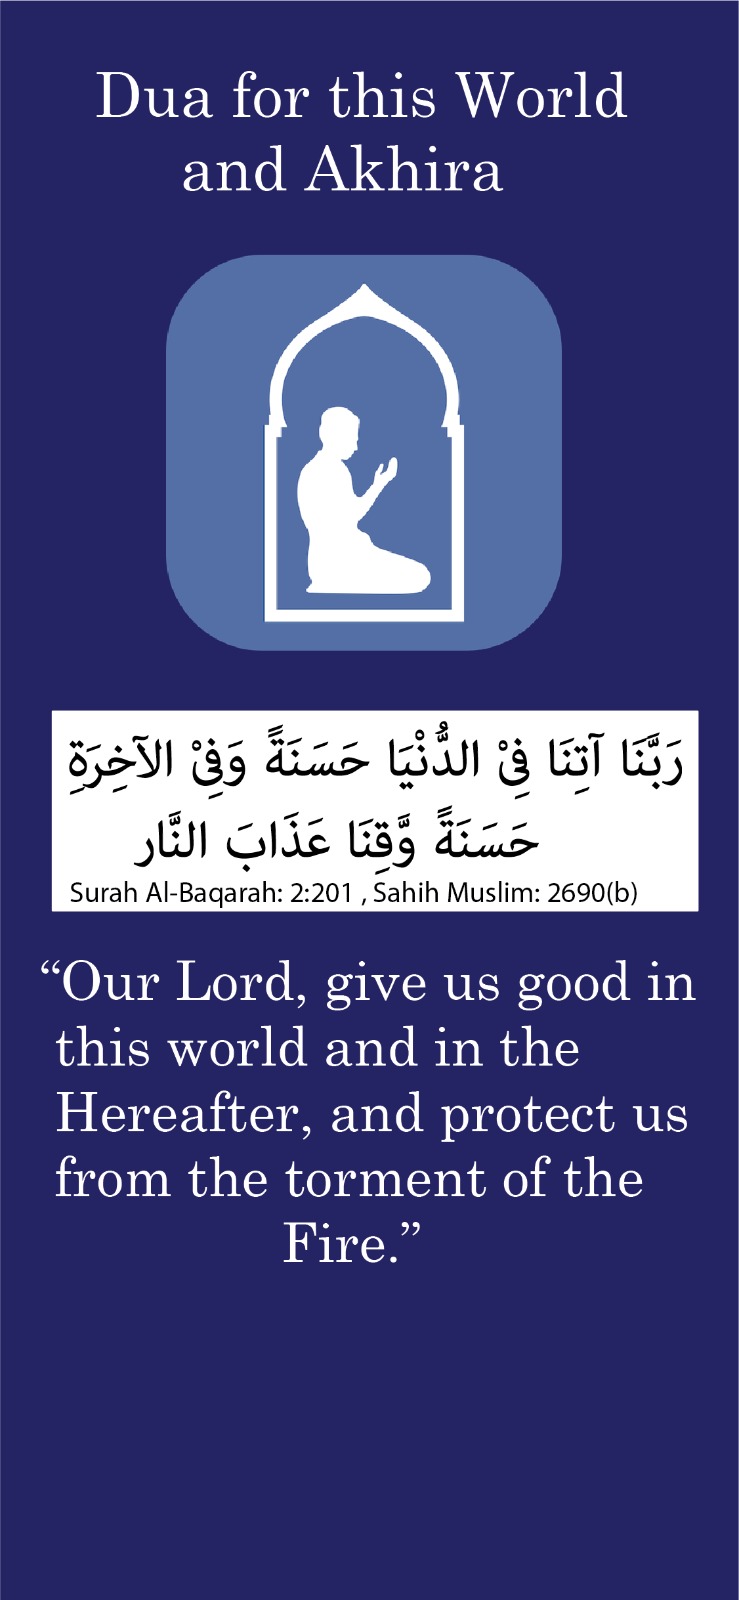 Dua for this World
and Akhira
رَبَّنَا آتِنَا فِيْ الدُّنْيَا حَسَنَةً وَفِيْ الآخِرَةِ
حَسَنَةً وَّقِنَا عَذَابَ النَّار
Surah Al-Baqarah: 2:201 , Sahih Muslim: 2690(b)
“Our Lord, give us good in
this world and in the
Hereafter, and protect us
from the torment of the
Fire.”